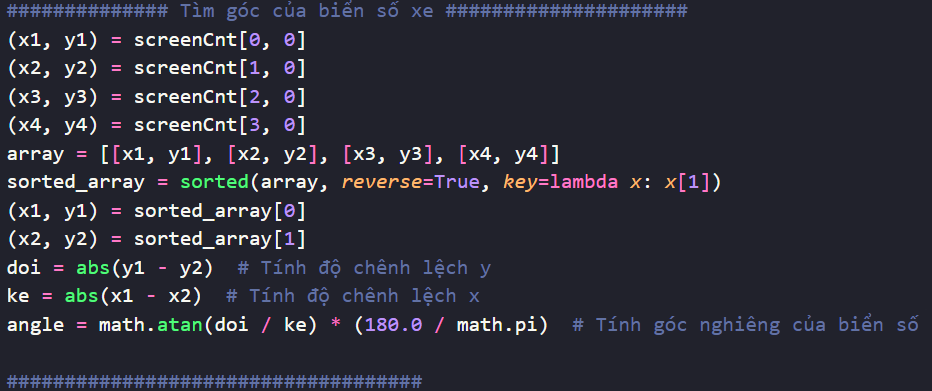 ############## Tìm góc của biển số xe #####################
(x1, y1) = screenCnt[0, 0]
(x2, y2) = screenCnt[1, 0]
(x3, y3) = screenCnt[2, 0]
(x4, y4) = screenCnt[3, 0]
array = [[x1, y1], [x2, y2], [x3, y3], [x4, y4]]
sorted_array = sorted(array, reverse=True, key=lambda x: x[1])
(x1, y1) = sorted_array[0]
(x2, y2) = sorted_array[1]
doi = abs(y1 - y2)  # Tính độ chênh lệch y
ke = abs(x1 - x2)  # Tính độ chênh lệch x
angle = math.atan(doi / ke) * (180.0 / math.pi)  # Tính góc nghiêng của biển số
####################################